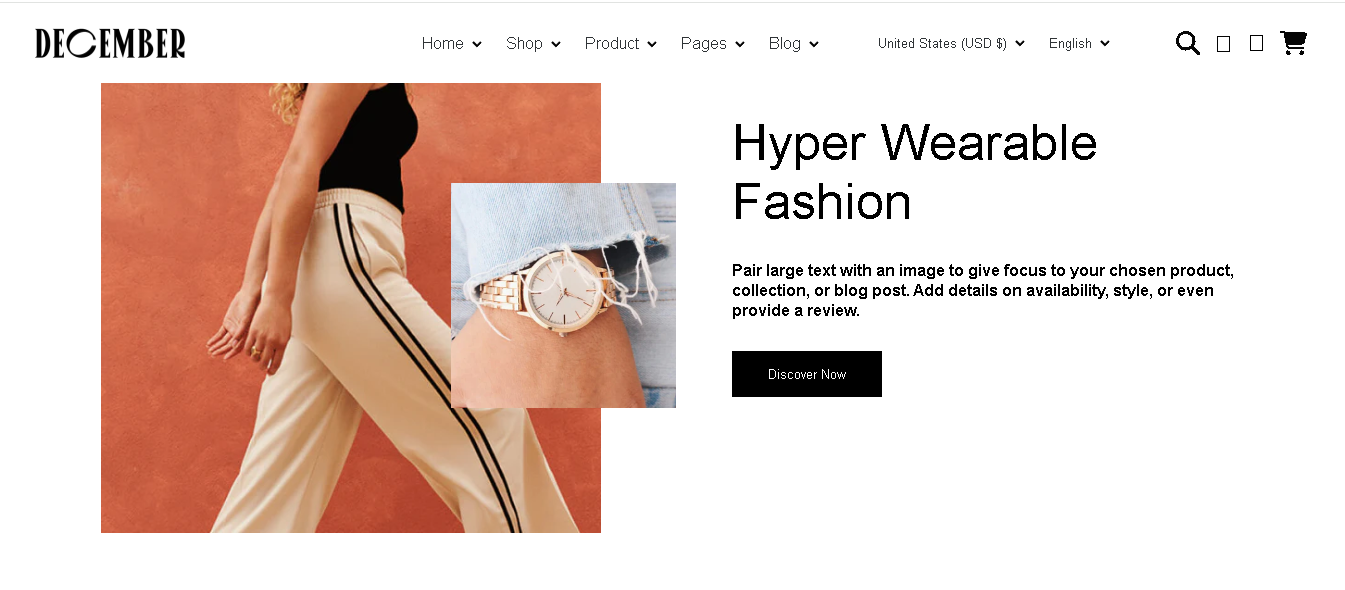 DECEMBER
Home Shop Product Pages Blog United States (USD $) English
Hyper Wearable
Fashion
Pair large text with an image to give focus to your chosen product,
collection, or blog post. Add details on availability, style, or even
provide a review.
Discover Now